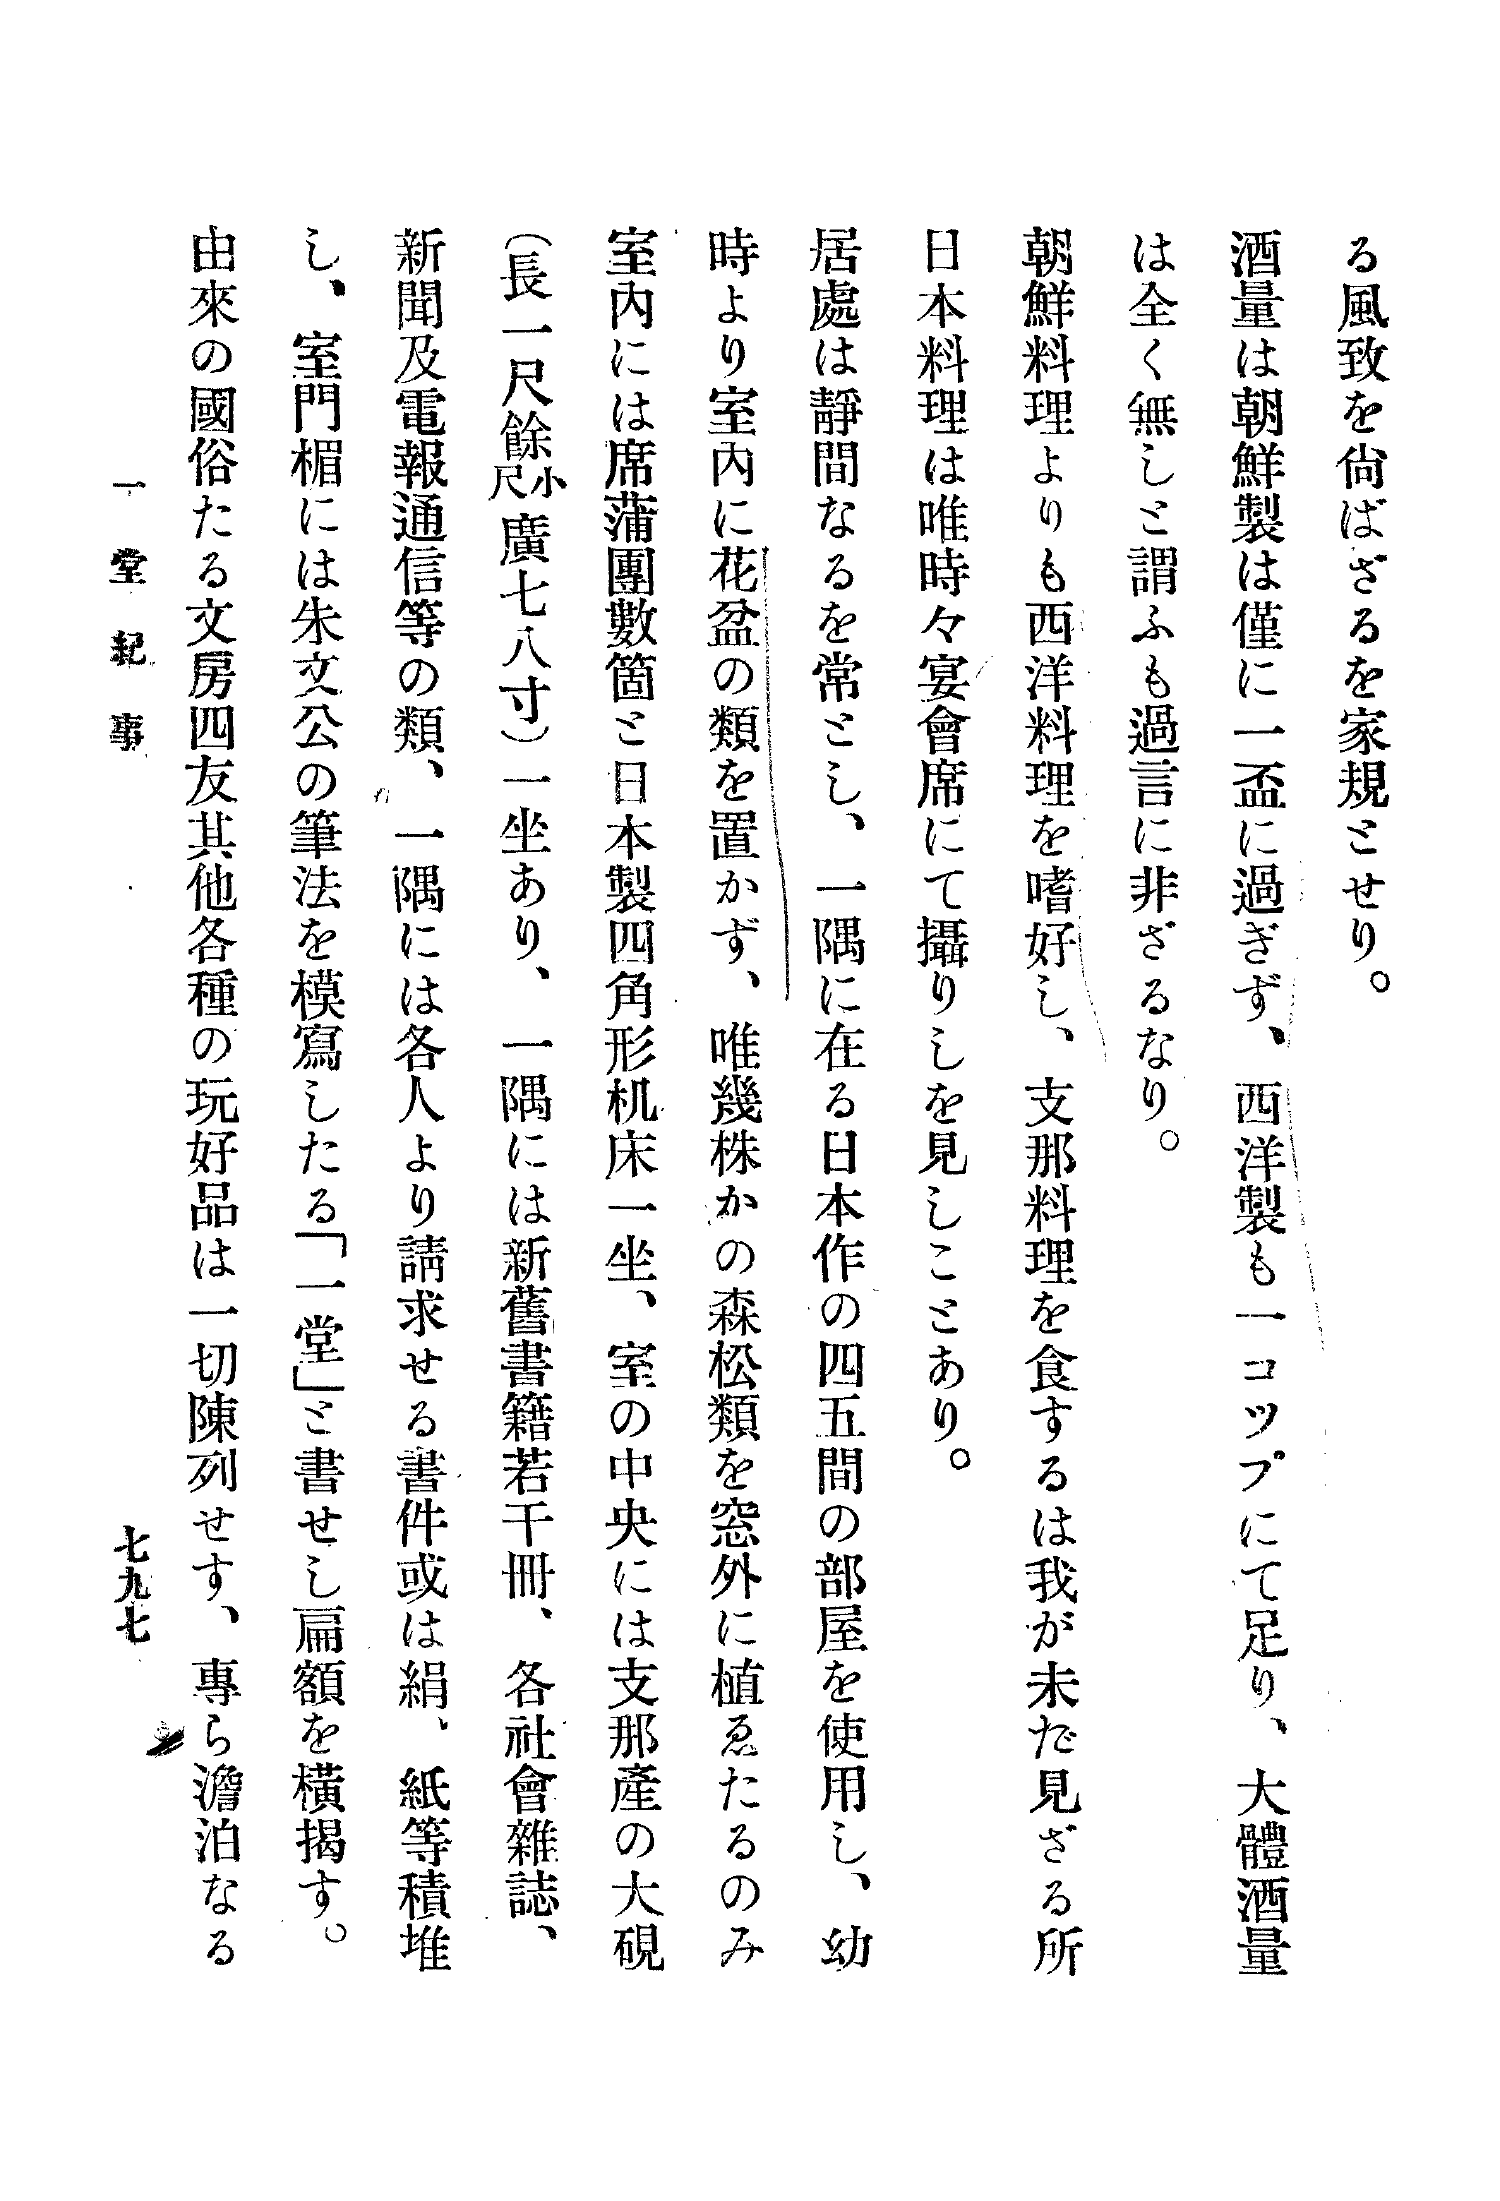 る風致を尙ばざるを家規とせり。
酒量は朝鮮製は僅に一盃に過ぎず、西洋製も一コツプにて足り、大體酒量
は全く無しと謂ふも過言に非ざるなり。
朝鮮料理よりも西洋料理を嗜好し、支那料理を食するは我が未だ見ざる所
日本料理は唯時々宴會席にて攝りしを見しことあり。
居處は靜間なるを常とし、一隅に在る日本作の四五間の部屋を使用し、幼
時より室內に花盆の類を置かず、唯幾株かの森松類を窓外に植ゑたるのみ
室內には席蒲團數箇と日本製四角形机床一坐、室の中央には支那產の大硯
(長一尺餘小尺廣七八寸)一坐あり、一隅には新舊書籍若干冊、各社會雜誌、
新聞及電報通信等の類、一隅には各人より請求せる書件或は絹、紙等積堆
し、室門楣には朱文公の筆法を模寫したる「一堂」と書せし扁額を橫揭す。
由來の國俗たる文房四友其他各種の玩好品は一切陳列せす、專ら澹泊なる
一堂紀事
七九七